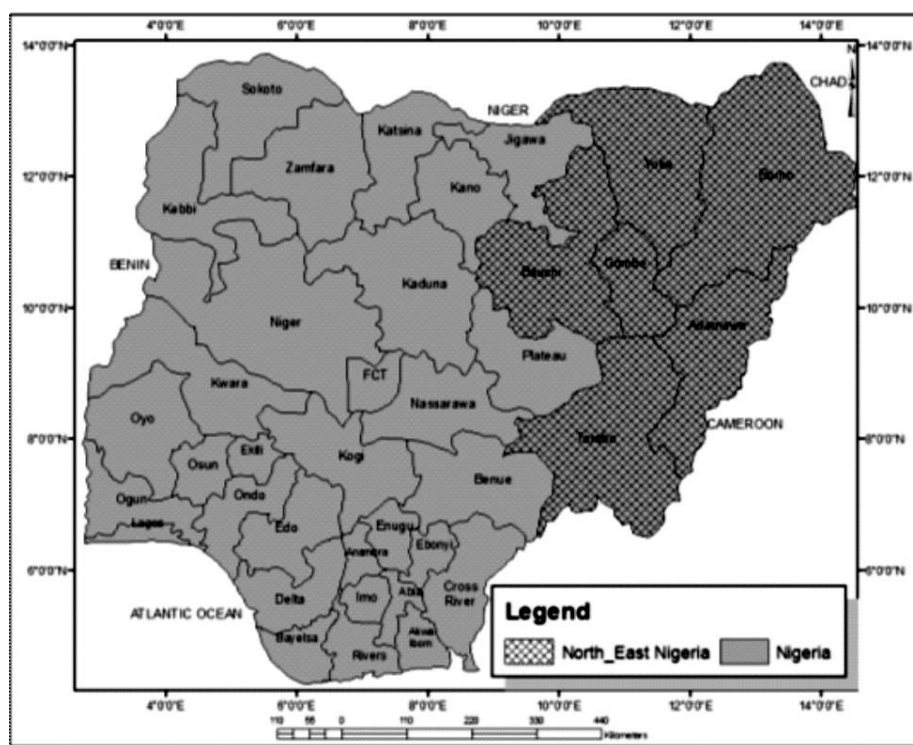 4°0'0"E 6°0'0"E 8°0'0"E 10°0'0"E 12°0'0"E 14°0'0"E
14°0'0"N 14°0'0"N
N
CHAD
Sokoto
NIGER
Katsina
Jigawa
Yobe
Borno
12°0'0"N 12°0'0"N
Zamfara
Kano
Kabbi
BENIN
Bauchi
Gombe
Kaduna
10°0'0"N 10°0'0"N
Niger
Adamawa
Plateau
FCT
Kwara
Nassarawa
Oyo
CAMEROON
8°0'0"N 8°0'0"N
Taraba
Kogi
Osun
Ekiti
Benue
Ogun
Ondo
Lagos
Edo
Enugu
Anambra
Ebonyi
6°0'0"N 6°0'0"N
Delta
Imo
Abia
Cross
River
ATLANTIC OCEAN
Bayelsa
Rivers
Akwa
Ibom
Legend
North_East Nigeria
Nigeria
4°0'0"E 6°0'0"E 8°0'0"E 10°0'0"E 12°0'0"E 14°0'0"E
110 55 0 110 220 330 440
Kilometers